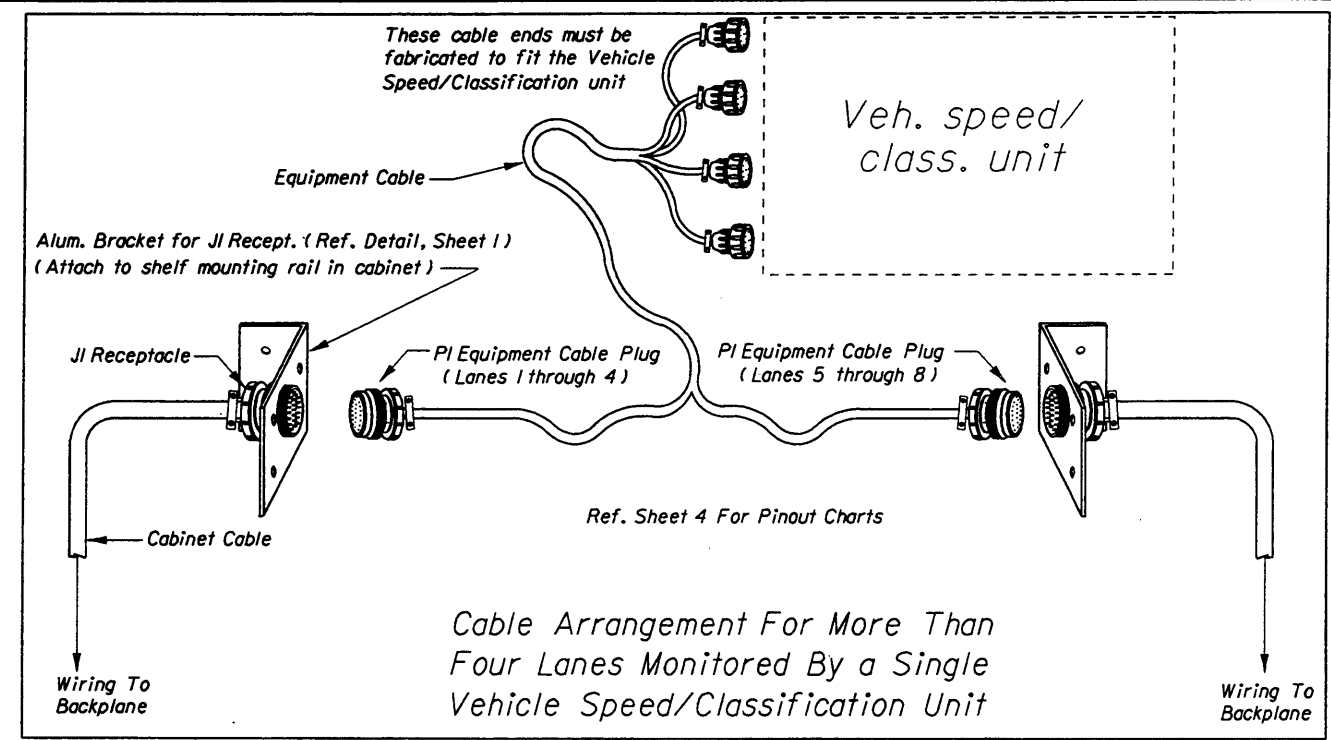 These cable ends must be
fabricated to fit the Vehicle
Speed/Classification unit
Veh. speed/
class. unit
Equipment Cable
Alum. Bracket for J1 Recept. (Ref. Detail, Sheet 1)
(Attach to shelf mounting rail in cabinet)
J1 Receptacle
P1 Equipment Cable Plug
(Lanes 1 through 4)
P1 Equipment Cable Plug
(Lanes 5 through 8)
Ref. Sheet 4 For Pinout Charts
Cabinet Cable
Cable Arrangement For More Than
Four Lanes Monitored By a Single
Vehicle Speed/Classification Unit
Wiring To
Backplane
Wiring To
Backplane